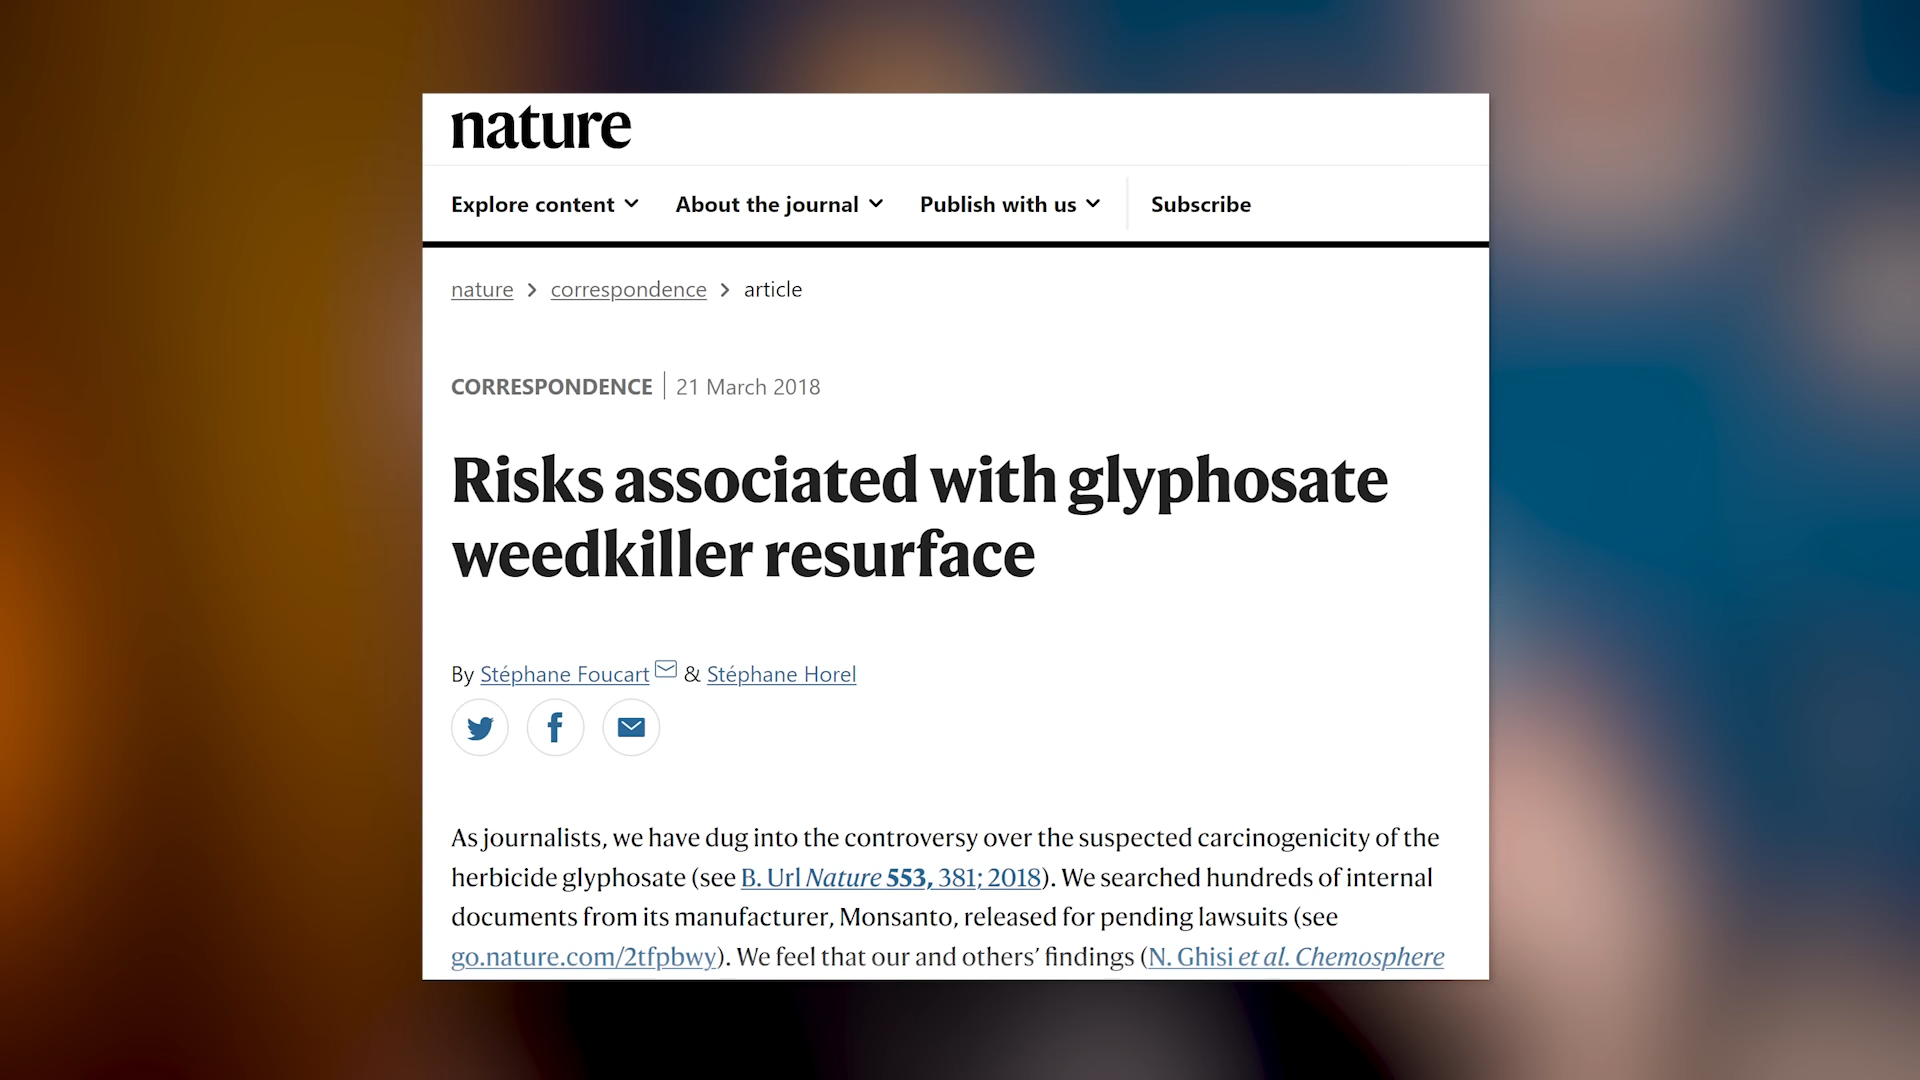 nature
Explore content About the journal Publish with us Subscribe
nature > correspondence > article
CORRESPONDENCE | 21 March 2018
Risks associated with glyphosate
weedkiller resurface
By Stéphane Foucart & Stéphane Horel
As journalists, we have dug into the controversy over the suspected carcinogenicity of the
herbicide glyphosate (see B. Url Nature 553, 381; 2018). We searched hundreds of internal
documents from its manufacturer, Monsanto, released for pending lawsuits (see
go.nature.com/2tfpbwy). We feel that our and others’ findings (N. Ghisi et al. Chemosphere